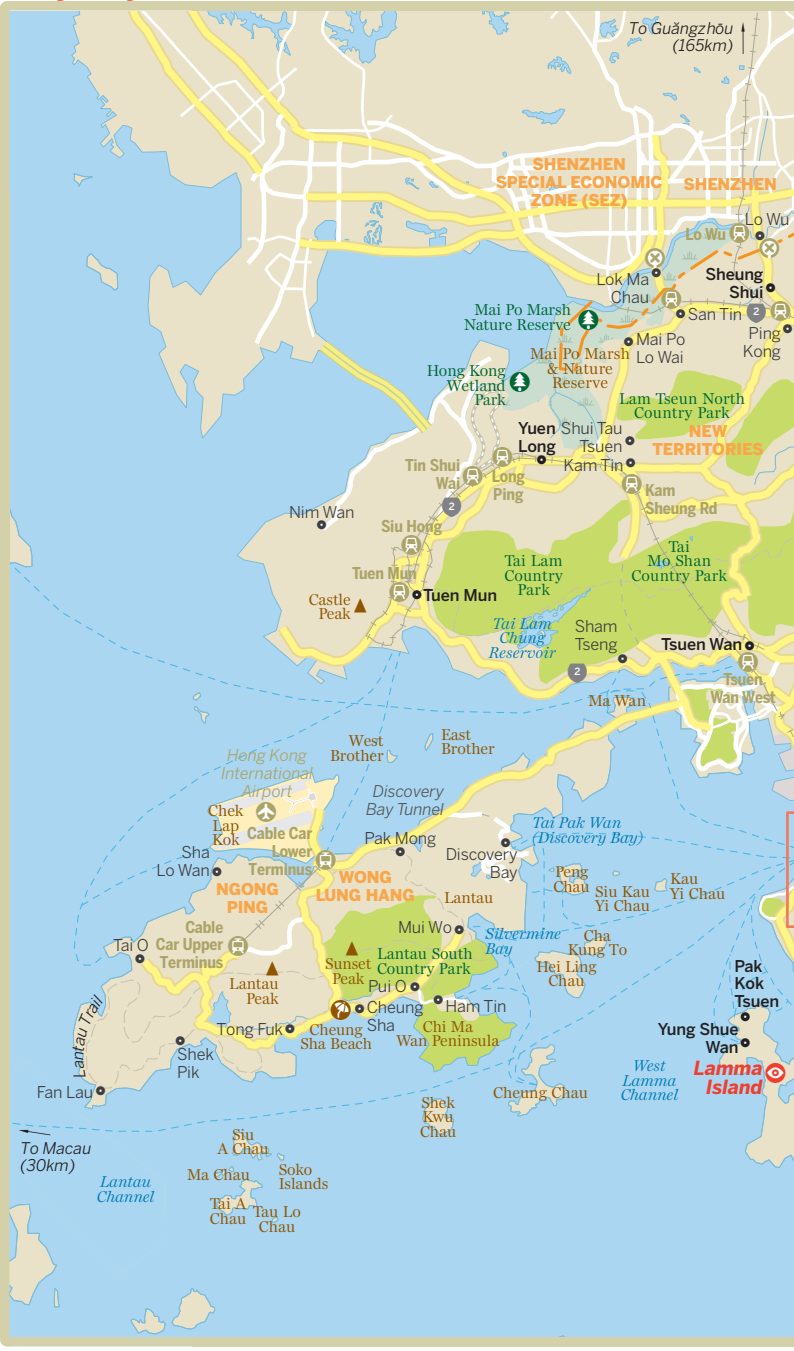 To Guǎngzhōu
(165km)
SHENZHEN
SPECIAL ECONOMIC
ZONE (SEZ)
SHENZHEN
Lo Wu
Lo Wu
Lok Ma
Chau
Sheung
Shui
Mai Po Marsh
Nature Reserve
San Tin
2
Ping
Kong
Mai Po
Lo Wai
Mai Po Marsh
& Nature
Reserve
Hong Kong
Wetland
Park
Lam Tseun North
Country Park
NEW
TERRITORIES
Yuen
Long
Shui Tau
Tsuen
Kam Tin
Tin Shui
Wai
Long
Ping
Kam
Sheung Rd
2
Nim Wan
Siu Hong
Tai Lam
Country
Park
Tai
Mo Shan
Country Park
Tuen Mun
Tuen Mun
Castle
Peak
Tai Lam
Chung
Reservoir
Sham
Tseng
Tsuen Wan
2
Tsuen
Wan West
Ma Wan
West
Brother
East
Brother
Hong Kong
International
Airport
Discovery
Bay Tunnel
Chek
Lap
Kok
Cable Car
Lower
Terminus
Pak Mong
Tai Pak Wan
(Discovery Bay)
Discovery
Bay
Sha
Lo Wan
NGONG
PING
WONG
LUNG HANG
Lantau
Peng
Chau
Siu Kau
Yi Chau
Kau
Yi Chau
Cable
Car Upper
Terminus
Mui Wo
Silvermine
Bay
Cha
Kung To
Hei Ling
Chau
Tai O
Sunset
Peak
Lantau South
Country Park
Lantau
Peak
Pui O
Pak
Kok
Tsuen
Lantau Trail
Cheung
Sha
Ham Tin
Tong Fuk
Cheung
Sha Beach
Chi Ma
Wan Peninsula
Yung Shue
Wan
Shek
Pik
West
Lamma
Channel
Lamma
Island
Fan Lau
Cheung Chau
Shek
Kwu
Chau
To Macau
(30km)
Siu
A Chau
Ma Chau
Soko
Islands
Lantau
Channel
Tai A
Chau
Tau Lo
Chau